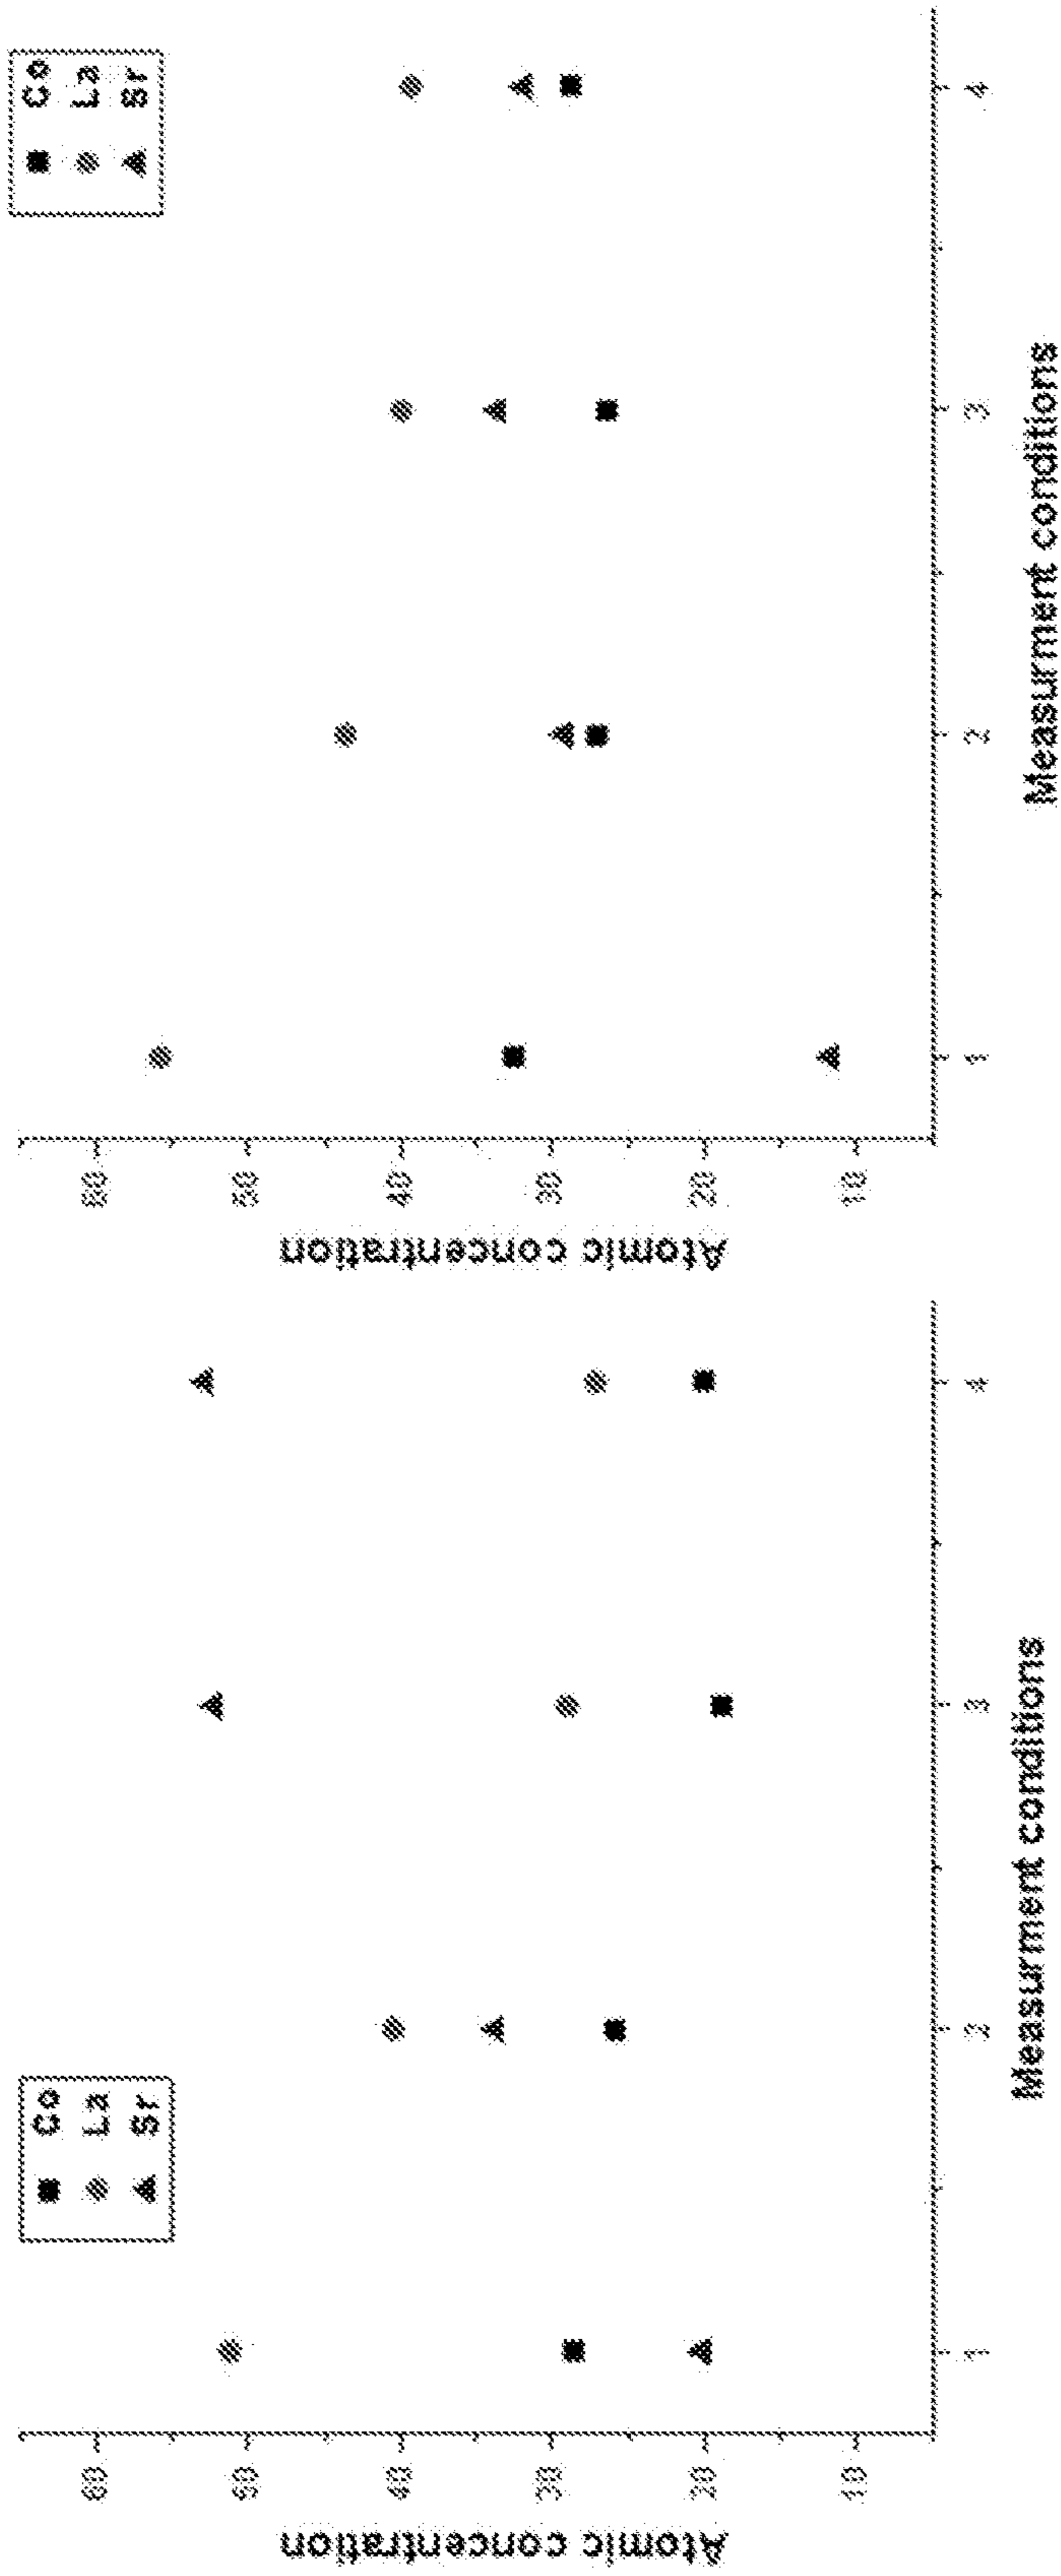 Co
La
Sr
60
50
40
30
20
10
Atomic concentration
1 2 3 4
Measurment conditions
Co
La
Sr
60
50
40
30
20
10
Atomic concentration
1 2 3 4
Measurment conditions